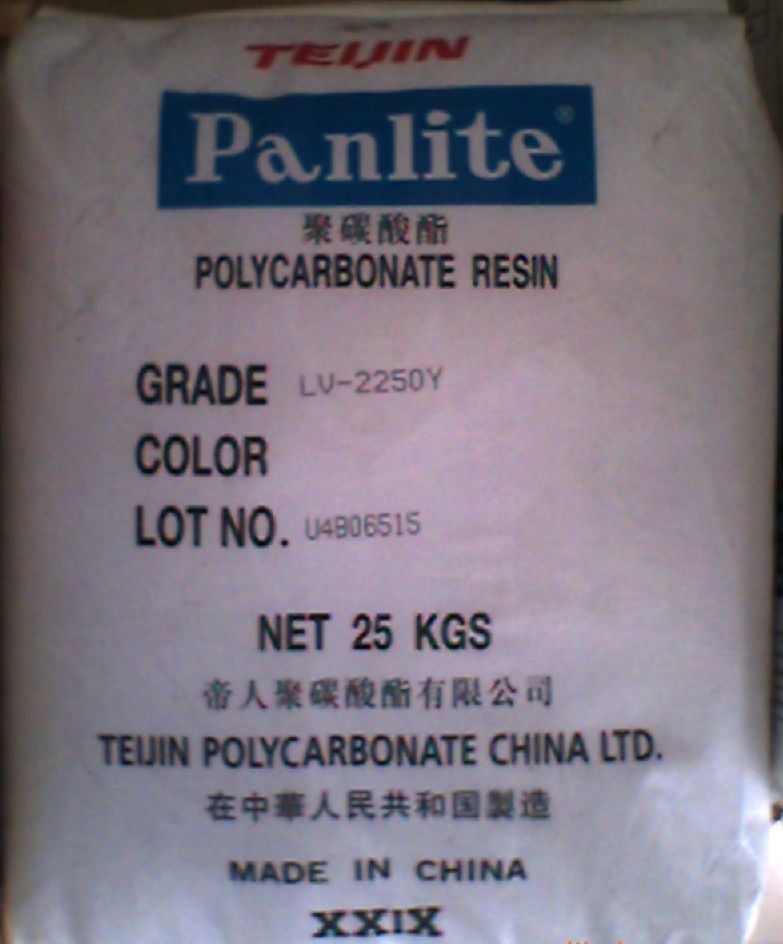 TEIJIN
Panlite®
聚碳酸酯
POLYCARBONATE RESIN
GRADE LV-2250Y
COLOR
LOT NO. U4B06515
NET 25 KGS
帝人聚碳酸酯有限公司
TEIJIN POLYCARBONATE CHINA LTD.
在中華人民共和国製造
MADE IN CHINA
XXIX